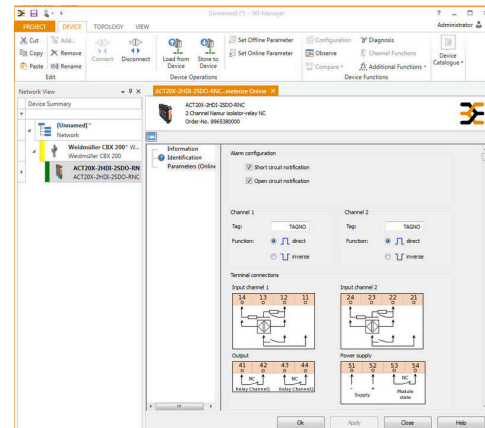 [Unnamed] (*) - WI-Manager
PROJECT DEVICE TOPOLOGY VIEW Administrator
Cut Add...
Copy Remove
Paste Rename
Connect Disconnect
Load from Device Store to Device
Set Offline Parameter
Set Online Parameter
Configuration Diagnosis
Observe Channel Functions
Compare Additional Functions
Device Catalogue
Edit Device Operations Device Functions
Network View
Device Summary
[Unnamed] *
Network
Weidmüller CBX 200* W...
Weidmüller CBX 200
ACT20X-2HDI-2SDO-RN
ACT20X-2HDI-2SDO-RNC
ACT20X-2HDI-2SDO-RNC...meterize Online
ACT20X-2HDI-2SDO-RNC
2 Channel Namur isolator-relay NC
Order-No. 8965380000
Information
Identification
Parameters (Online
Alarm configuration
Short circuit notification
Open circuit notification
Channel 1 Channel 2
Tag: TAGNO Tag: TAGNO
Function: direct Function: direct
inverse inverse
Terminal connections
Input channel 1 Input channel 2
14 13 12 11 24 23 22 21
Output Power supply
41 42 43 44 51 52 53 54
NC NC NC
Relay Channel1 Relay Channel2
- +
Supply Module state
Ok Apply Close Help